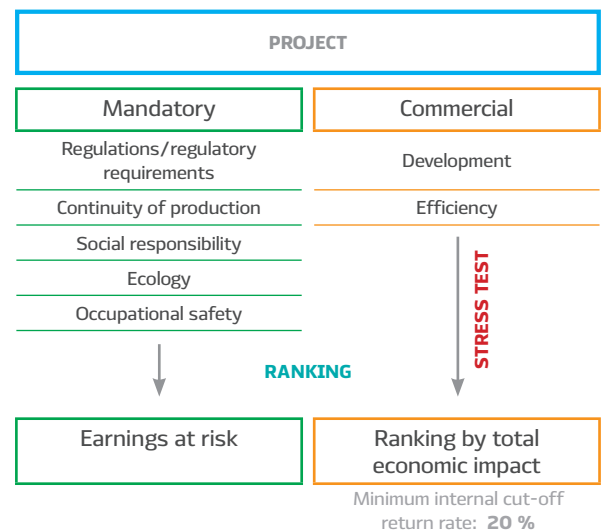 PROJECT
Mandatory
Regulations/regulatory
requirements
Continuity of production
Social responsibility
Ecology
Occupational safety
Commercial
Development
Efficiency
STRESS TEST
RANKING
Earnings at risk
Ranking by total
economic impact
Minimum internal cut-off
return rate: 20 %